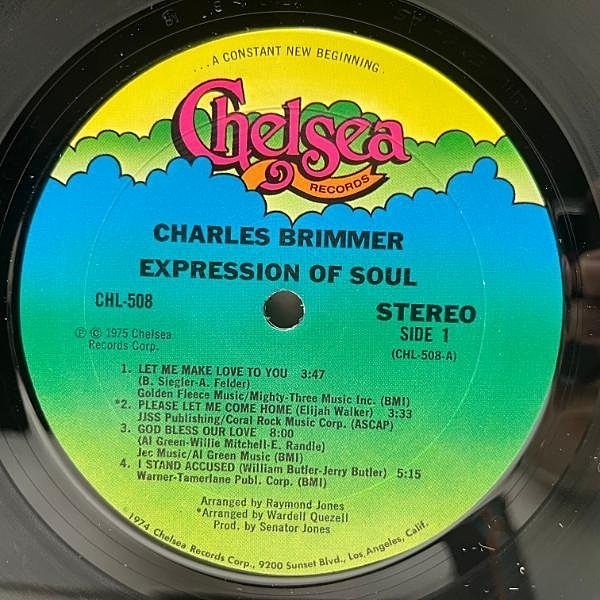 ...A CONSTANT NEW BEGINNING.
Chelsea
RECORDS
CHARLES BRIMMER
EXPRESSION OF SOUL
CHL-508
STEREO
SIDE 1
(CHL-508-A)
℗ © 1975 Chelsea
Records Corp.
1. LET ME MAKE LOVE TO YOU 3:47
(B. Siegler-A. Felder)
Golden Fleece Music/Mighty-Three Music Inc. (BMI)
*2. PLEASE LET ME COME HOME (Elijah Walker) 3:33
JJSS Publishing/Coral Rock Music Corp. (ASCAP)
3. GOD BLESS OUR LOVE 8:00
(Al Green-Willie Mitchell-E. Randle)
Jec Music/Al Green Music (BMI)
4. I STAND ACCUSED (William Butler-Jerry Butler) 5:15
Warner-Tamerlane Publ. Corp. (BMI)
Arranged by Raymond Jones
*Arranged by Wardell Quezell
Prod. by Senator Jones
©1974 Chelsea Records Corp., 9200 Sunset Blvd., Los Angeles, Calif.